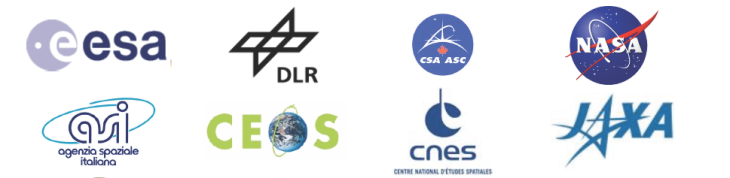 esa
DLR
CSA ASC
NASA
asi
agenzia spaziale
italiana
CEOS
cnes
CENTRE NATIONAL D'ÉTUDES SPATIALES
JAXA